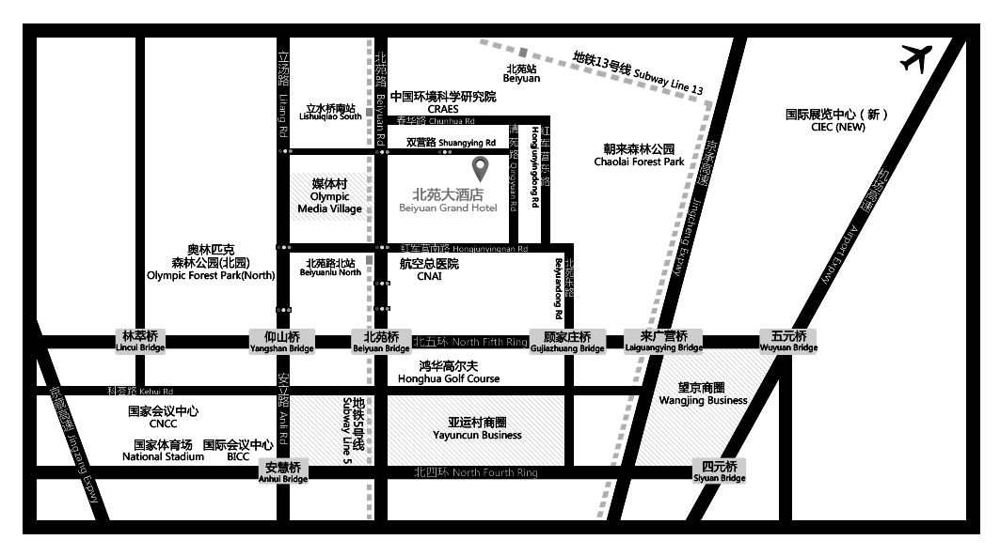 立汤路 Litang Rd
北苑路 Beiyuan Rd
北苑站
Beiyuan
地铁13号线 Subway Line 13
中国环境科学研究院
CRAES
立水桥南站
Lishuiqiao South
春华路 Chunhua Rd
双营路 Shuangying Rd
清苑路 Qingyuan Rd
红军营东路
Hongjunyingdong Rd
国际展览中心（新）
CIEC (NEW)
朝来森林公园
Chaolai Forest Park
京承高速 Jingcheng Expwy
机场高速 Airport Expwy
媒体村
Olympic
Media Village
北苑大酒店
Beiyuan Grand Hotel
红军营南路 Hongjunyingnan Rd
奥林匹克
森林公园(北园)
Olympic Forest Park(North)
北苑路北站
Beiyuanlu North
航空总医院
CNAI
北苑东路
Beiyuandong Rd
林萃桥
Lincui Bridge
仰山桥
Yangshan Bridge
北苑桥
Beiyuan Bridge
北五环 North Fifth Ring
顾家庄桥
Gujiazhuang Bridge
来广营桥
Laiguangying Bridge
五元桥
Wuyuan Bridge
鸿华高尔夫
Honghua Golf Course
科荟路 Kehui Rd
安立路 Anli Rd
地铁5号线
Subway Line 5
望京商圈
Wangjing Business
京藏高速 Jingzang Expwy
国家会议中心
CNCC
亚运村商圈
Yayuncun Business
国家体育场
National Stadium
国际会议中心
BICC
安慧桥
Anhui Bridge
北四环 North Fourth Ring
四元桥
Siyuan Bridge